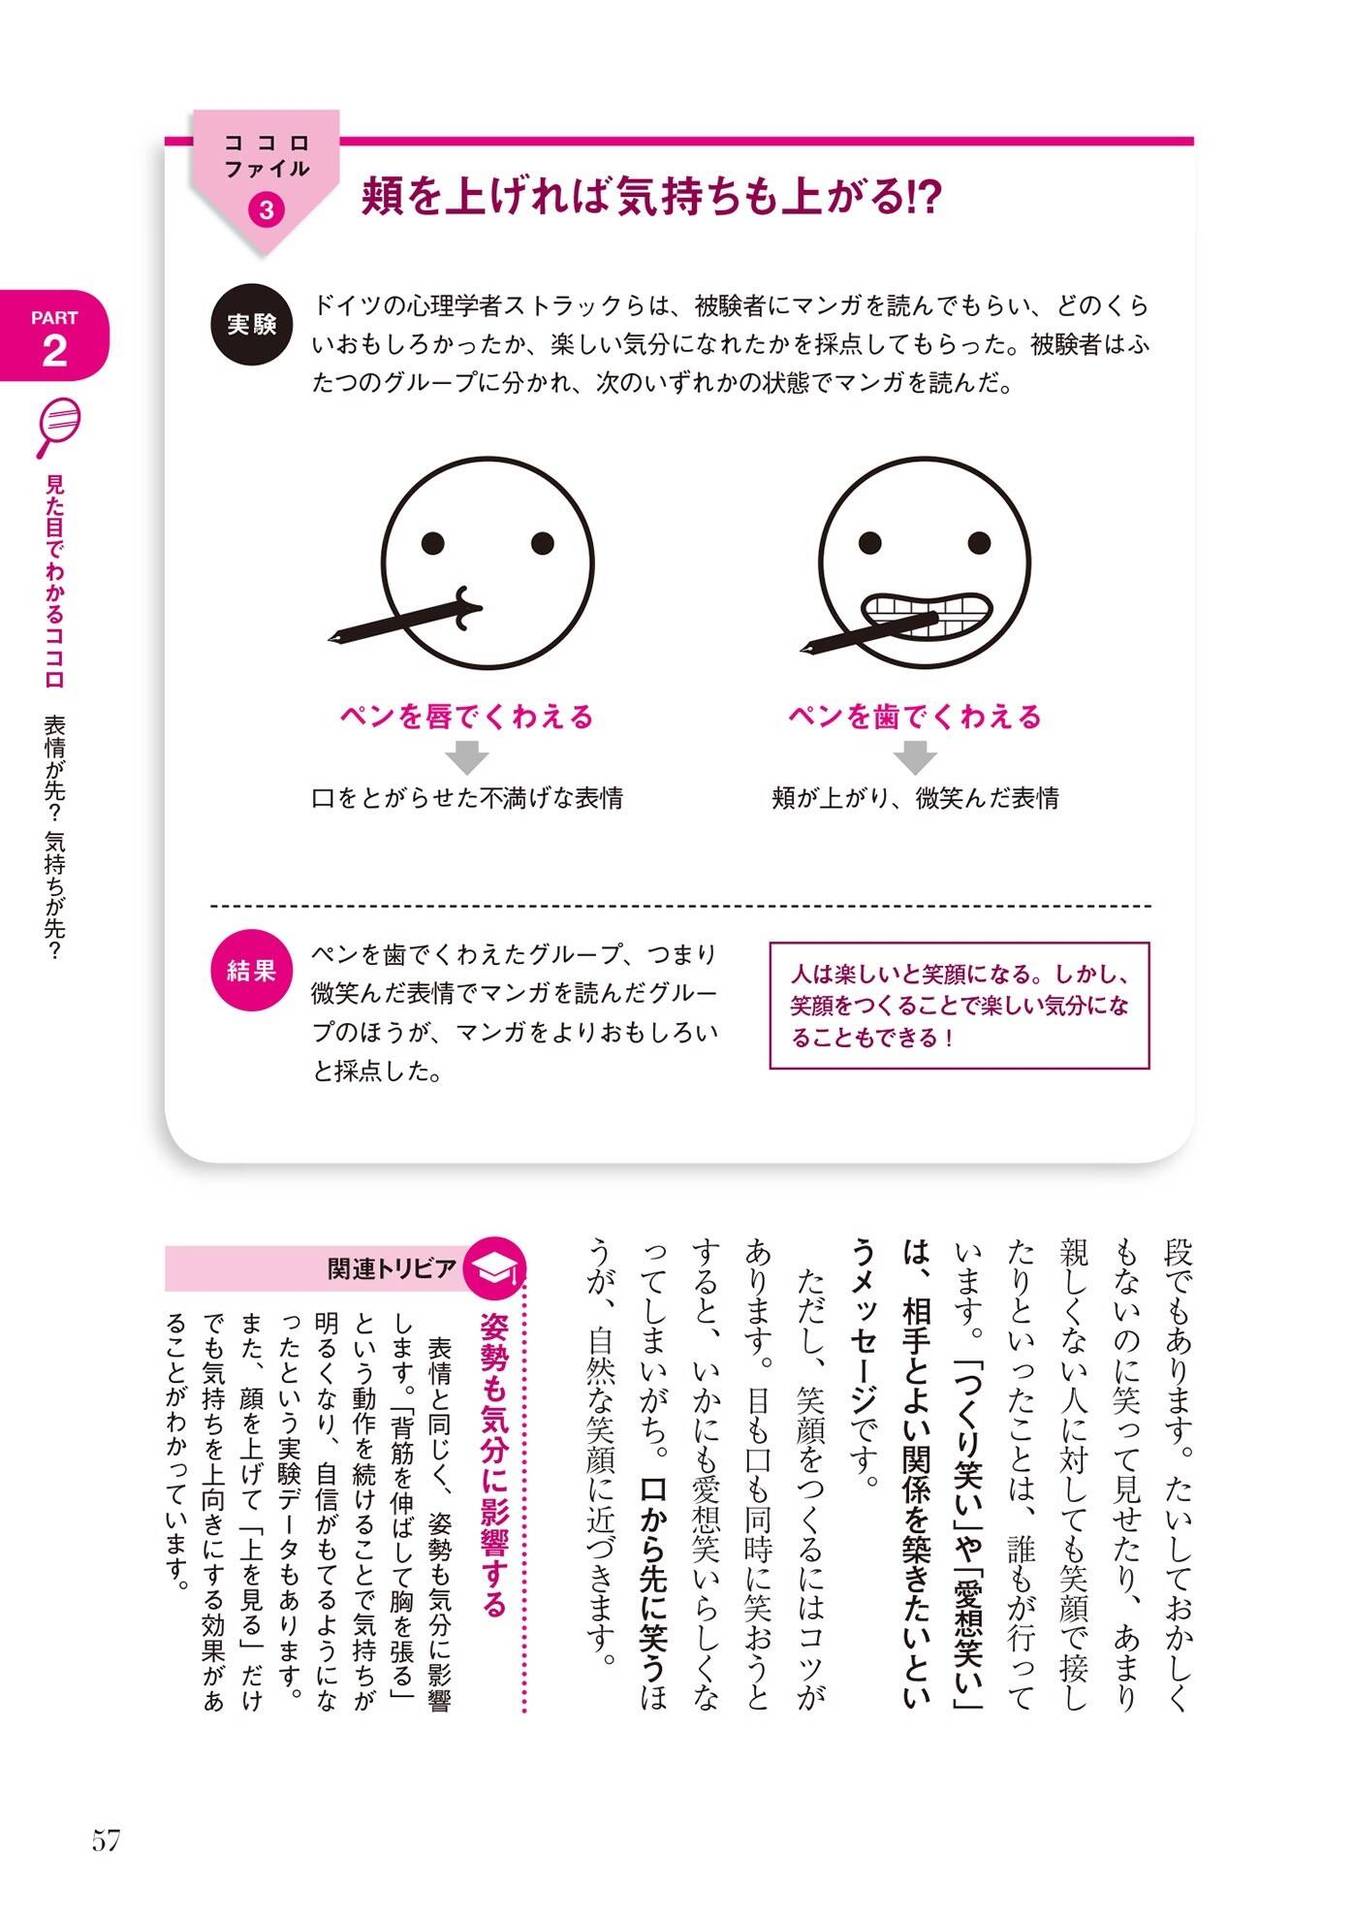 ココロ
ファイル
3
頬を上げれば気持ちも上がる!?
PART
2
見た目でわかるココロ 表情が先? 気持ちが先?
実験
ドイツの心理学者ストラックらは、被験者にマンガを読んでもらい、どのくら
いおもしろかったか、楽しい気分になれたかを採点してもらった。被験者はふ
たつのグループに分かれ、次のいずれかの状態でマンガを読んだ。
ペンを唇でくわえる
口をとがらせた不満げな表情
ペンを歯でくわえる
頬が上がり、微笑んだ表情
結果
ペンを歯でくわえたグループ、つまり
微笑んだ表情でマンガを読んだグルー
プのほうが、マンガをよりおもしろい
と採点した。
人は楽しいと笑顔になる。しかし、
笑顔をつくることで楽しい気分にな
ることもできる!
段でもあります。たいしておかしく
もないのに笑って見せたり、あまり
親しくない人に対しても笑顔で接し
たりといったことは、誰もが行って
います。「つくり笑い」や「愛想笑い」
は、相手とよい関係を築きたいとい
うメッセージです。
ただし、笑顔をつくるにはコツが
あります。目も口も同時に笑おうと
すると、いかにも愛想笑いらしくな
ってしまいがち。口から先に笑うほ
うが、自然な笑顔に近づきます。
関連トリビア
姿勢も気分に影響する
表情と同じく、姿勢も気分に影響
します。「背筋を伸ばして胸を張る」
という動作を続けることで気持ちが
明るくなり、自信がもてるようにな
ったという実験データもあります。
また、顔を上げて「上を見る」だけ
でも気持ちを上向きにする効果があ
ることがわかっています。
57